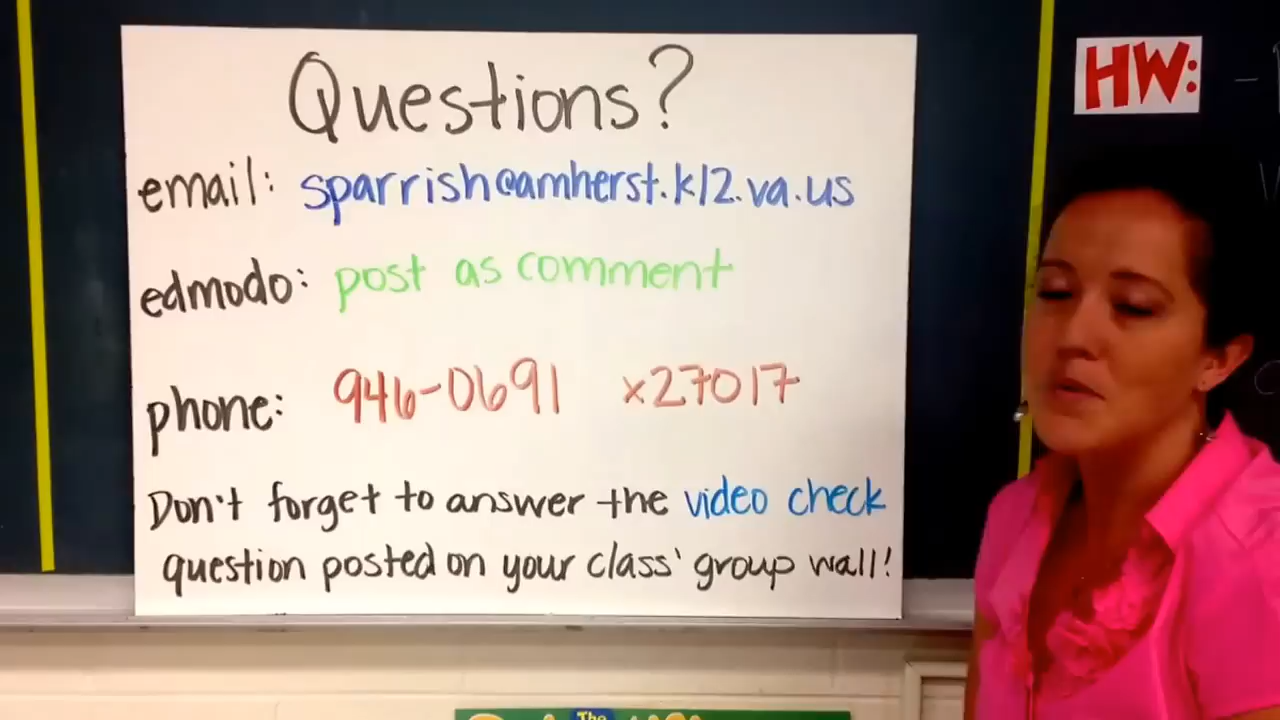 Questions?
email: sparrish@amherst.k12.va.us
edmodo: post as comment
phone: 946-0691 x27017
Don't forget to answer the video check
question posted on your class' group wall!
HW:
The